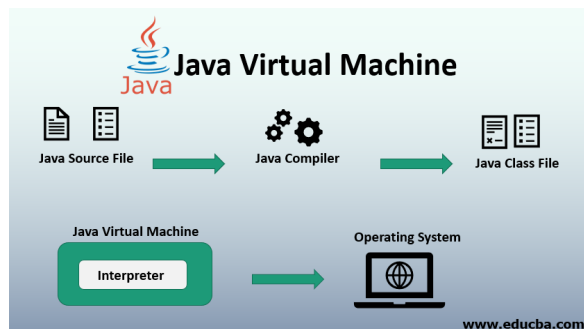 Java
Java Virtual Machine
Java Source File
Java Compiler
Java Class File
Java Virtual Machine
Interpreter
Operating System
www.educba.com